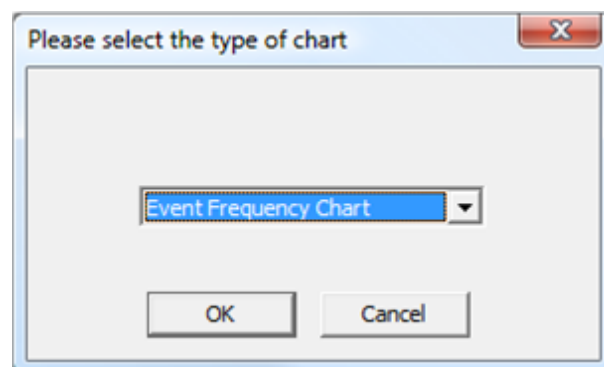 Please select the type of chart
Event Frequency Chart
OK
Cancel